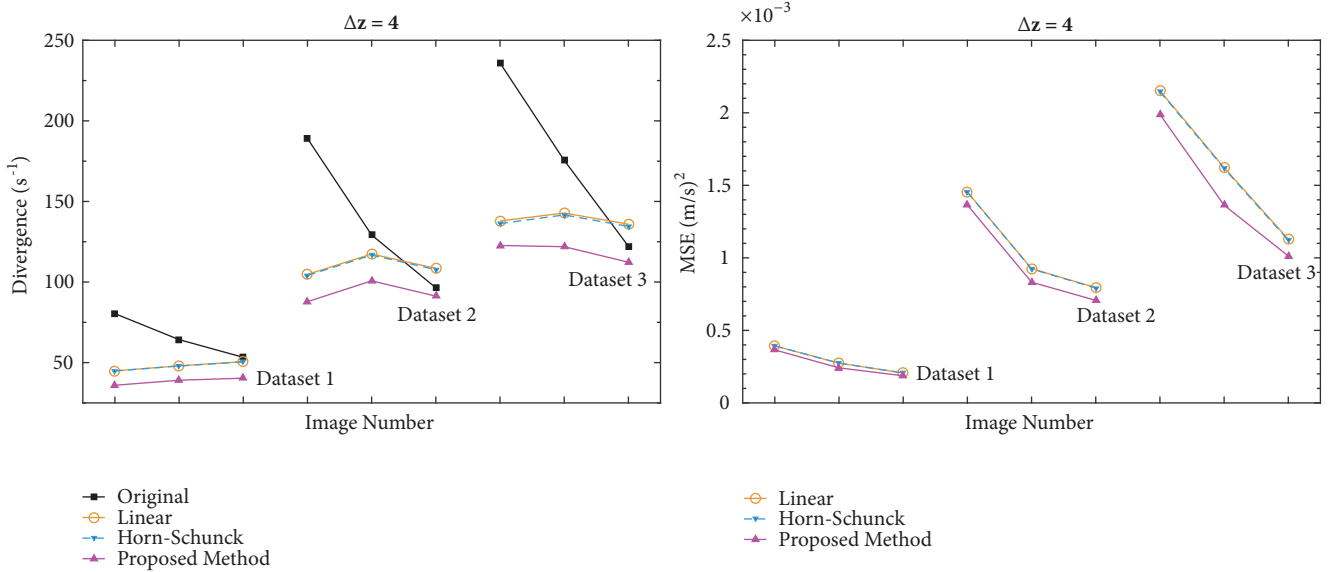 Δz = 4
250
200
150
100
50
Divergence (s⁻¹)
Dataset 1
Dataset 2
Dataset 3
Image Number
Original
Linear
Horn-Schunck
Proposed Method
×10⁻³
Δz = 4
2.5
2
1.5
1
0.5
0
MSE (m/s)²
Dataset 1
Dataset 2
Dataset 3
Image Number
Linear
Horn-Schunck
Proposed Method